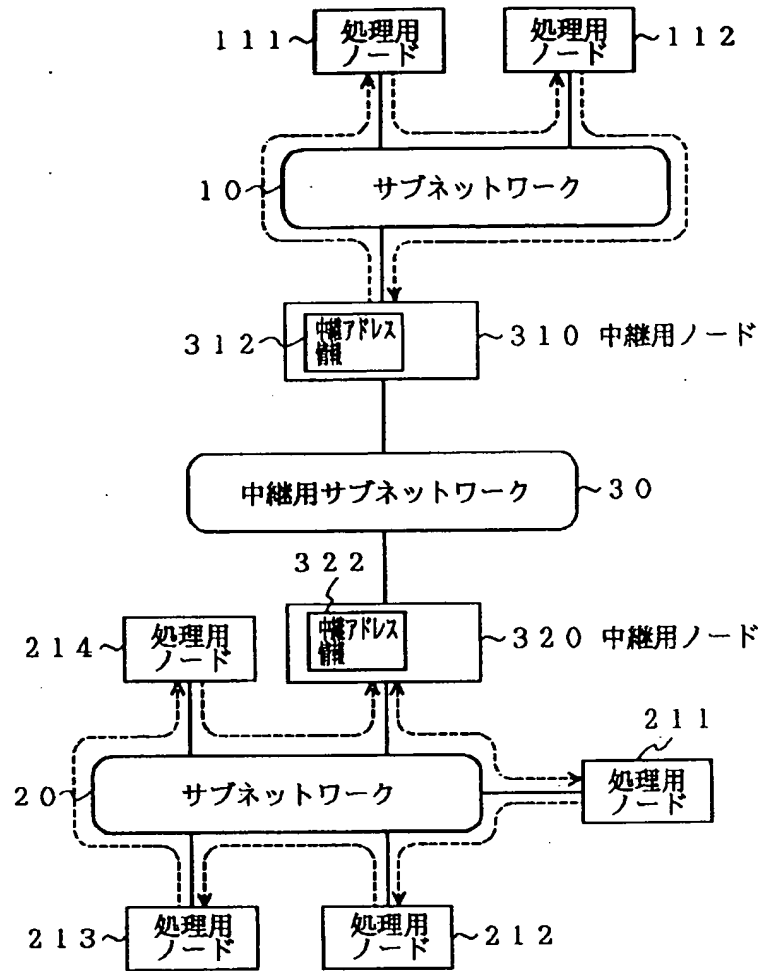 111
処理用
ノード
処理用
ノード
112
10
サブネットワーク
312
中継アドレス
情報
310 中継用ノード
中継用サブネットワーク
30
322
中継アドレス
情報
320 中継用ノード
214
処理用
ノード
211
処理用
ノード
20
サブネットワーク
213
処理用
ノード
処理用
ノード
212